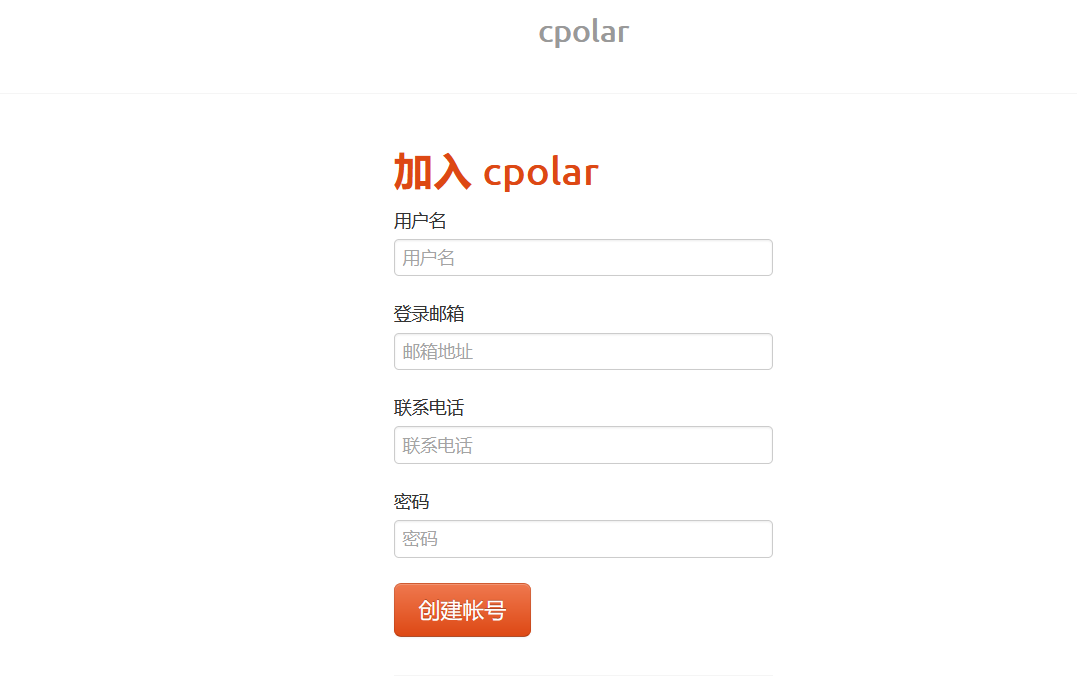 cpolar
加入 cpolar
用户名
用户名
登录邮箱
邮箱地址
联系电话
联系电话
密码
密码
创建帐号